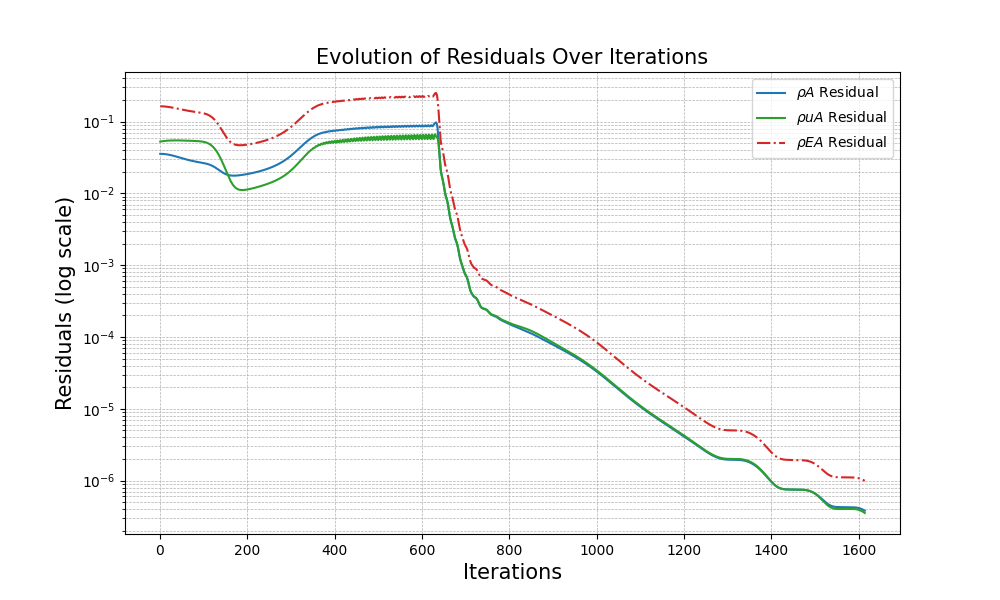 Evolution of Residuals Over Iterations
Residuals (log scale)
10⁻¹
10⁻²
10⁻³
10⁻⁴
10⁻⁵
10⁻⁶
ρA Residual
ρuA Residual
ρEA Residual
0 200 400 600 800 1000 1200 1400 1600
Iterations